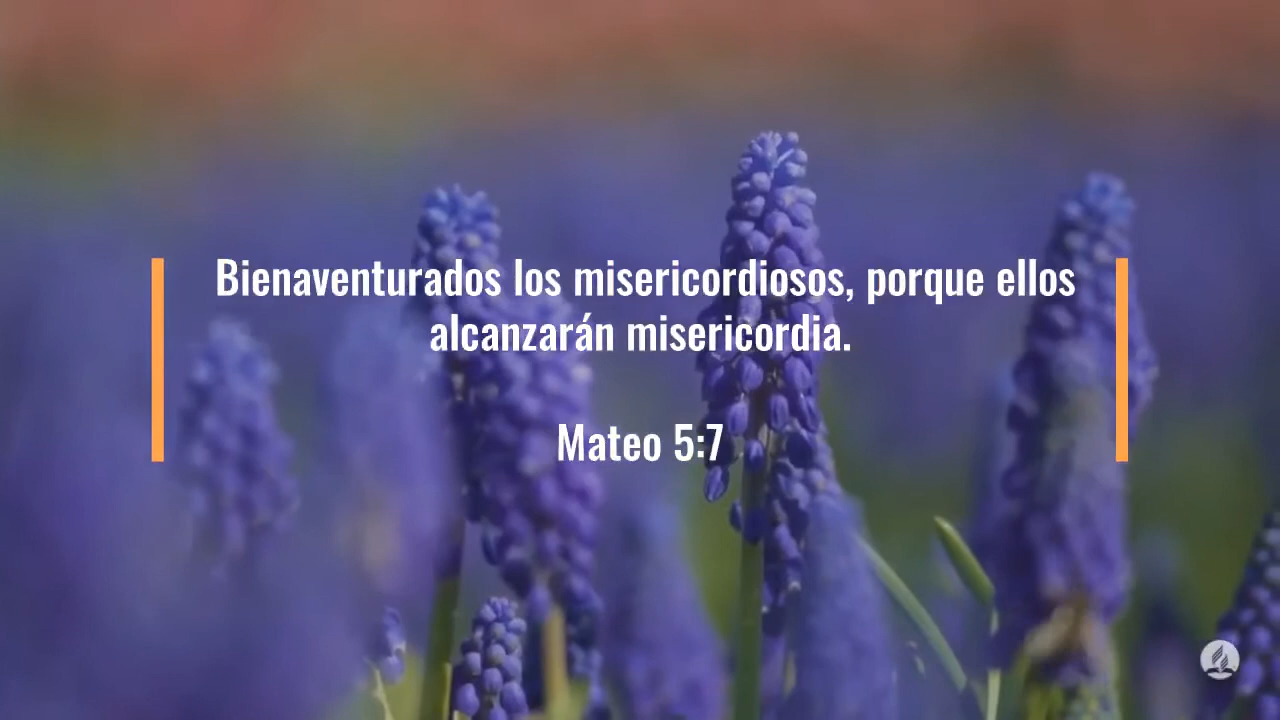 Bienaventurados los misericordiosos, porque ellos
alcanzarán misericordia.
Mateo 5:7